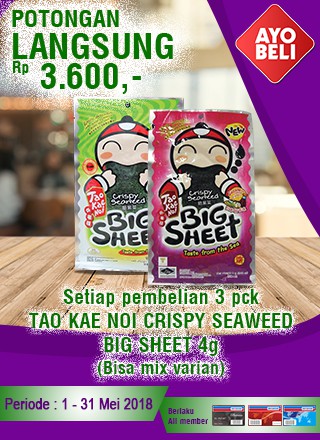 POTONGAN
LANGSUNG
Rp 3.600,-
AYO
BELI
Tao Kae Noi
Crispy
Seaweed
BIG
SHEET
NEW
Tao Kae Noi
Crispy
Seaweed
BIG
SHEET
Taste from the Sea
Setiap pembelian 3 pck
TAO KAE NOI CRISPY SEAWEED
BIG SHEET 4g
(Bisa mix varian)
Periode : 1 - 31 Mei 2018
Berlaku
All member